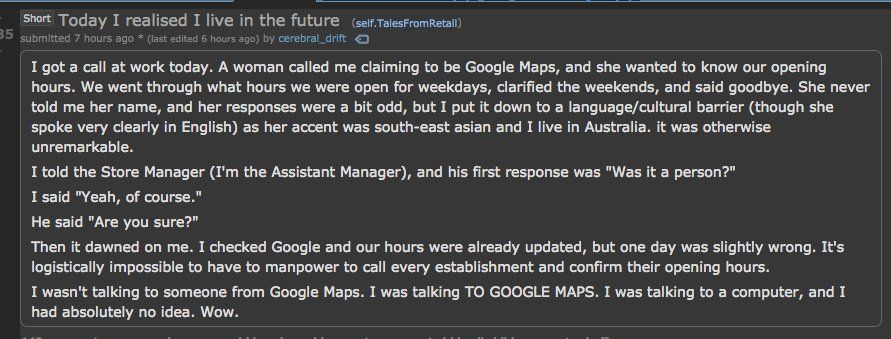 Short Today I realised I live in the future (self.TalesFromRetail)
35 submitted 7 hours ago * (last edited 6 hours ago) by cerebral_drift
I got a call at work today. A woman called me claiming to be Google Maps, and she wanted to know our opening
hours. We went through what hours we were open for weekdays, clarified the weekends, and said goodbye. She never
told me her name, and her responses were a bit odd, but I put it down to a language/cultural barrier (though she
spoke very clearly in English) as her accent was south-east asian and I live in Australia. it was otherwise
unremarkable.
I told the Store Manager (I'm the Assistant Manager), and his first response was "Was it a person?"
I said "Yeah, of course."
He said "Are you sure?"
Then it dawned on me. I checked Google and our hours were already updated, but one day was slightly wrong. It's
logistically impossible to have to manpower to call every establishment and confirm their opening hours.
I wasn't talking to someone from Google Maps. I was talking TO GOOGLE MAPS. I was talking to a computer, and I
had absolutely no idea. Wow.